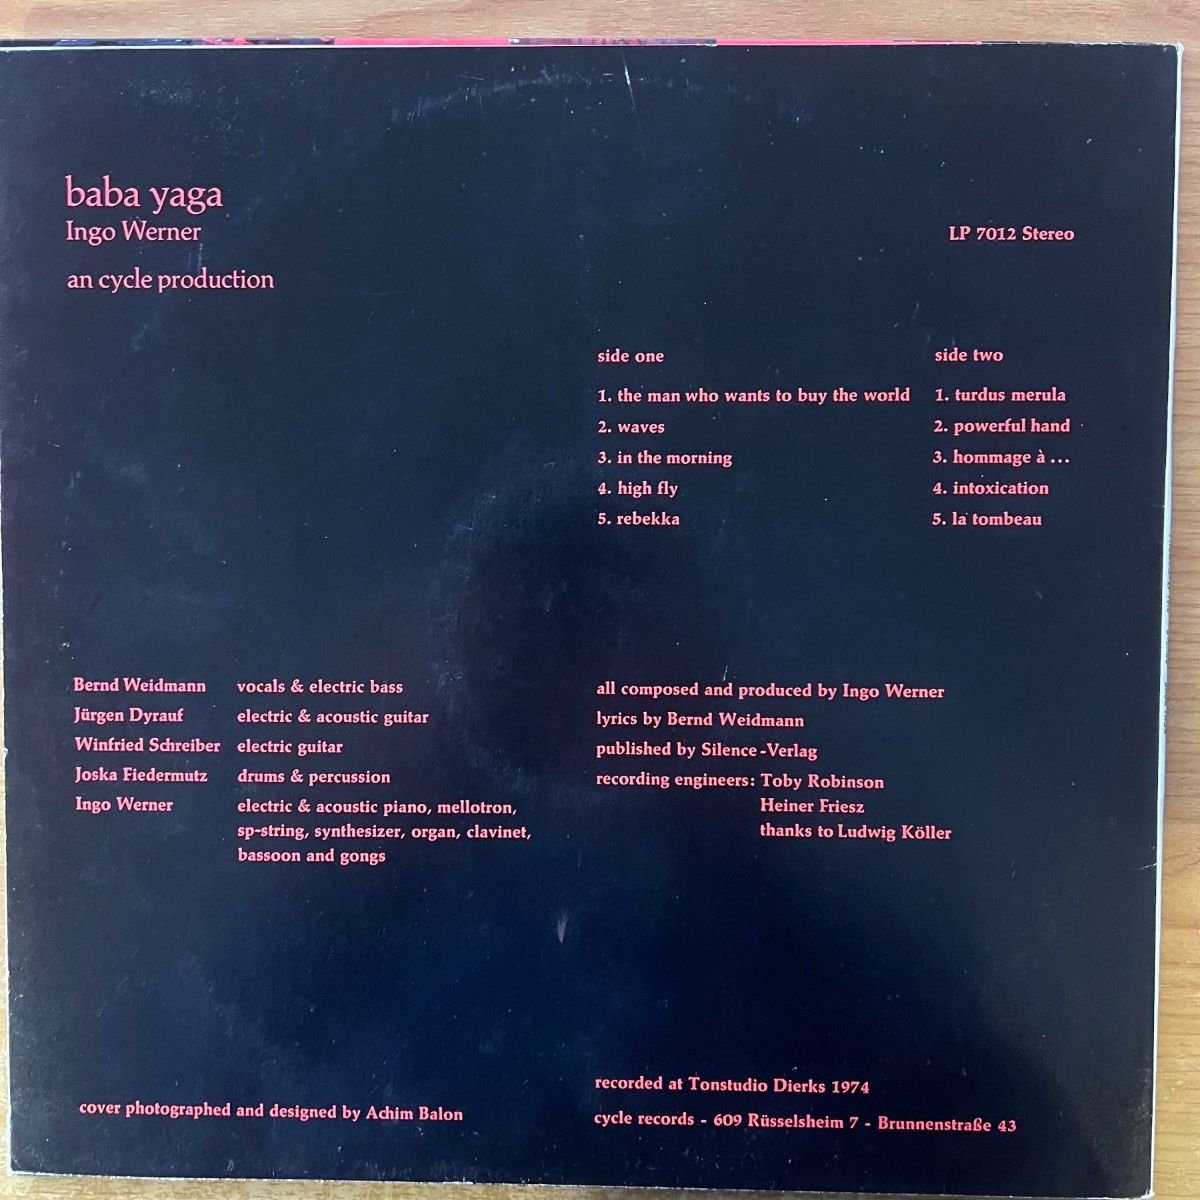 baba yaga
Ingo Werner
an cycle production
LP 7012 Stereo
side one
1. the man who wants to buy the world
2. waves
3. in the morning
4. high fly
5. rebekka
side two
1. turdus merula
2. powerful hand
3. hommage à ...
4. intoxication
5. la tombeau
Bernd Weidmann vocals & electric bass
Jürgen Dyrauf electric & acoustic guitar
Winfried Schreiber electric guitar
Joska Fiedermutz drums & percussion
Ingo Werner electric & acoustic piano, mellotron,
sp-string, synthesizer, organ, clavinet,
bassoon and gongs
all composed and produced by Ingo Werner
lyrics by Bernd Weidmann
published by Silence-Verlag
recording engineers: Toby Robinson
Heiner Friesz
thanks to Ludwig Köller
cover photographed and designed by Achim Balon
recorded at Tonstudio Dierks 1974
cycle records - 609 Rüsselsheim 7 - Brunnenstraße 43